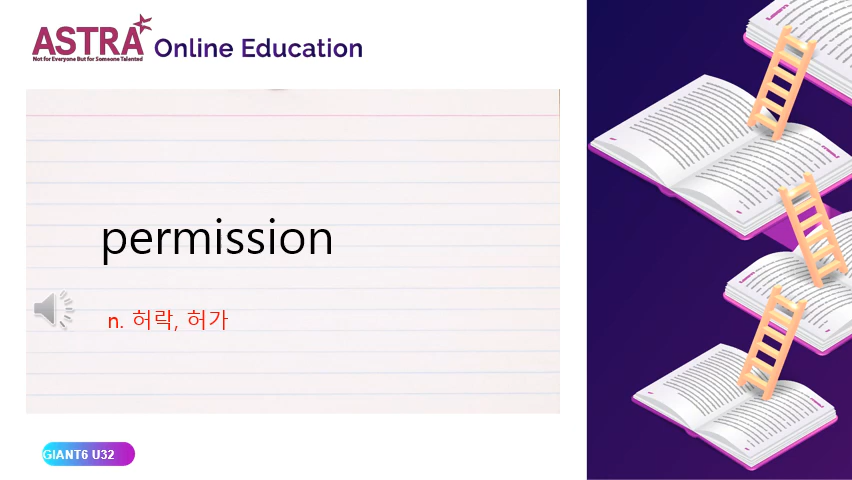 ASTRA Online Education
Not for Everyone But for Someone Talented
permission
n. 허락, 허가
GIANT6 U32